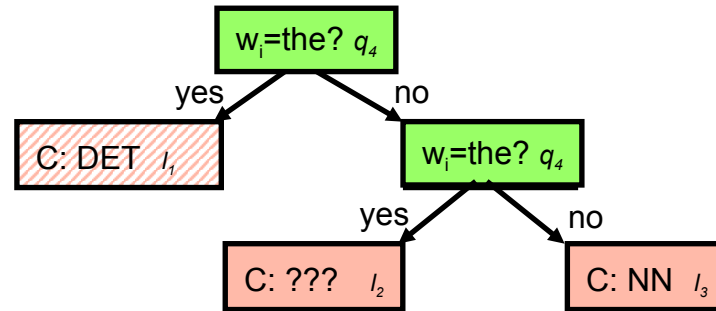 wᵢ=the? q₄
yes
no
C: DET l₁
wᵢ=the? q₄
yes
no
C: ??? l₂
C: NN l₃